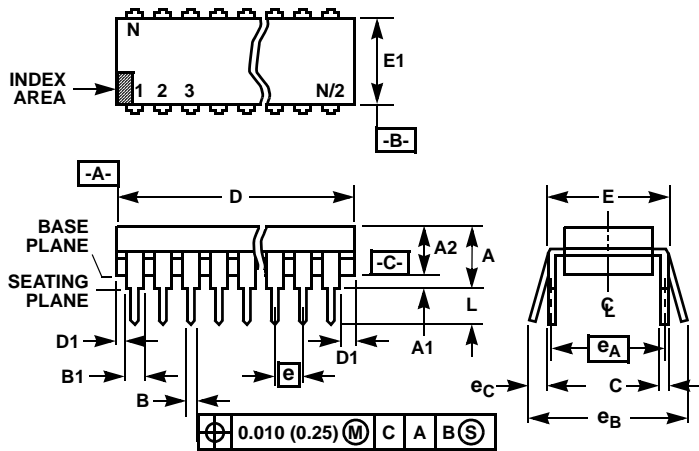 N
E1
INDEX
AREA
1 2 3 N/2
-B-
-A-
D
E
BASE
PLANE
A2
A
-C-
SEATING
PLANE
L
℄
D1
A1
D1
eA
B1
e
eC
C
B
eB
0.010 (0.25) Ⓜ C A B Ⓢ